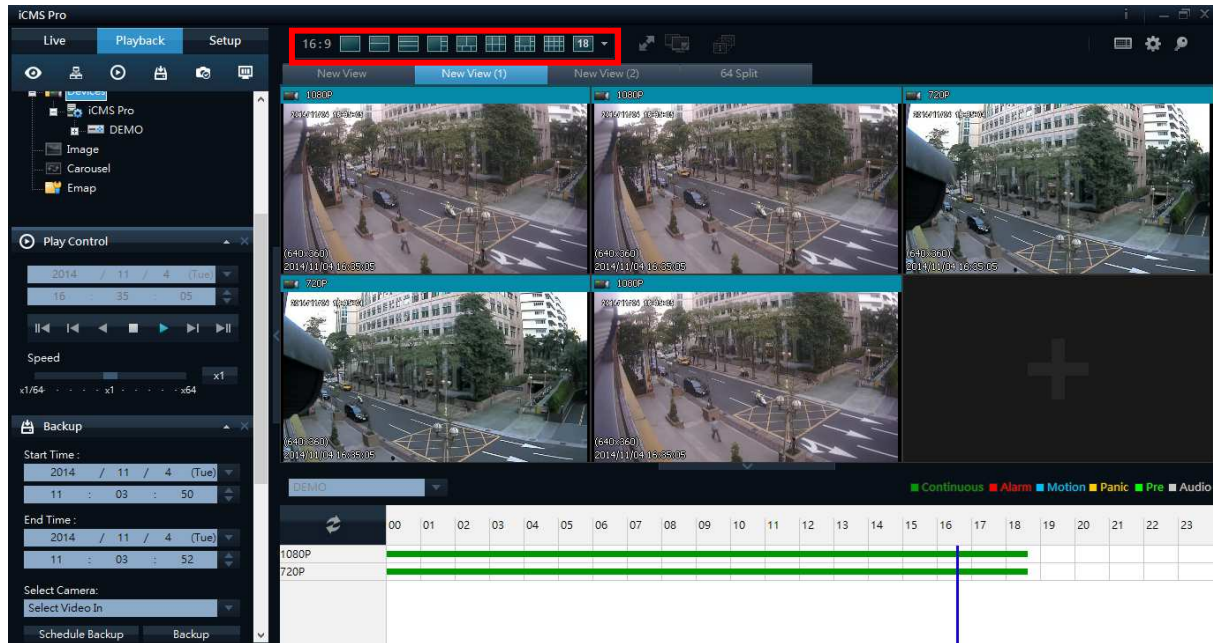 iCMS Pro
i
Live Playback Setup
16:9 18
New View New View (1) New View (2) 64 Split
Devices
iCMS Pro
DEMO
Image
Carousel
Emap
Play Control
2014 / 11 / 4 (Tue)
16 : 35 : 05
Speed
x1
x1/64 x1 x64
Backup
Start Time :
2014 / 11 / 4 (Tue)
11 : 03 : 50
End Time :
2014 / 11 / 4 (Tue)
11 : 03 : 52
Select Camera:
Select Video In
Schedule Backup Backup
1080P
(640x360)
2014/11/04 16:35:05
1080P
(640x360)
2014/11/04 16:35:05
720P
(640x360)
2014/11/04 16:35:05
720P
(640x360)
2014/11/04 16:35:05
1080P
(640x360)
2014/11/04 16:35:05
DEMO
Continuous Alarm Motion Panic Pre Audio
00 01 02 03 04 05 06 07 08 09 10 11 12 13 14 15 16 17 18 19 20 21 22 23
1080P
720P